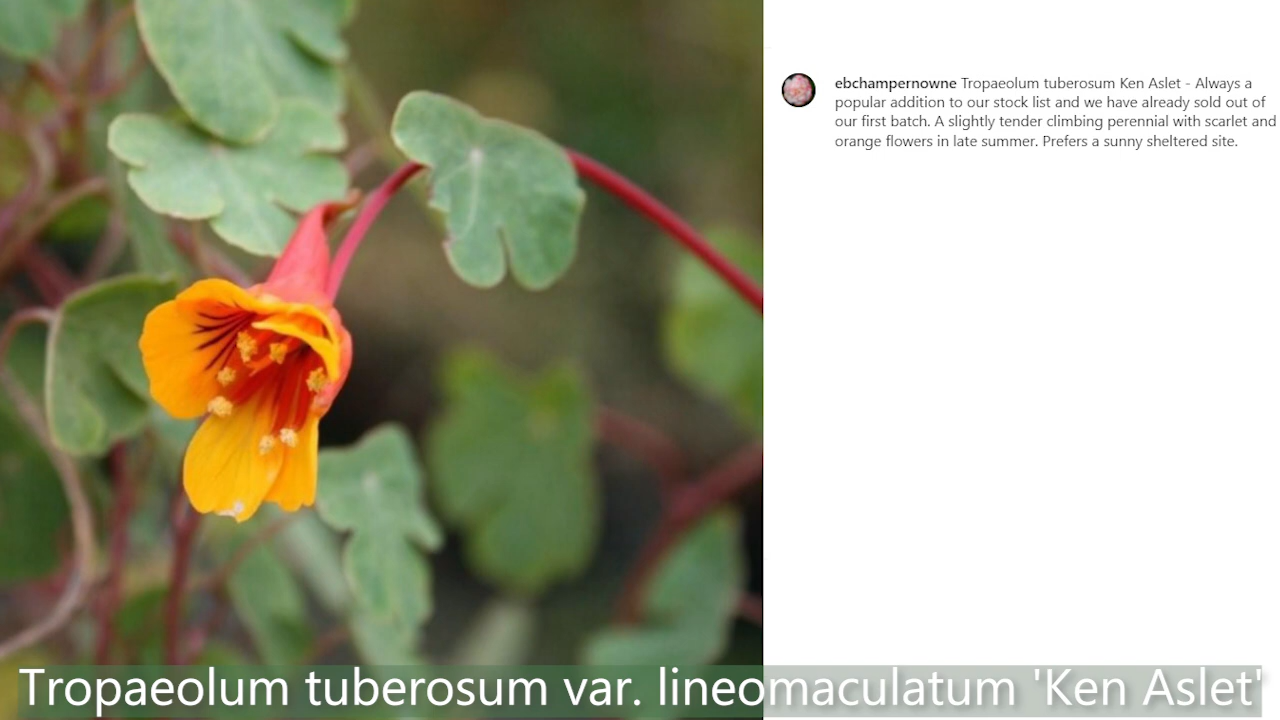 ebchampernowne Tropaeolum tuberosum Ken Aslet - Always a
popular addition to our stock list and we have already sold out of
our first batch. A slightly tender climbing perennial with scarlet and
orange flowers in late summer. Prefers a sunny sheltered site.
Tropaeolum tuberosum var. lineomaculatum 'Ken Aslet'